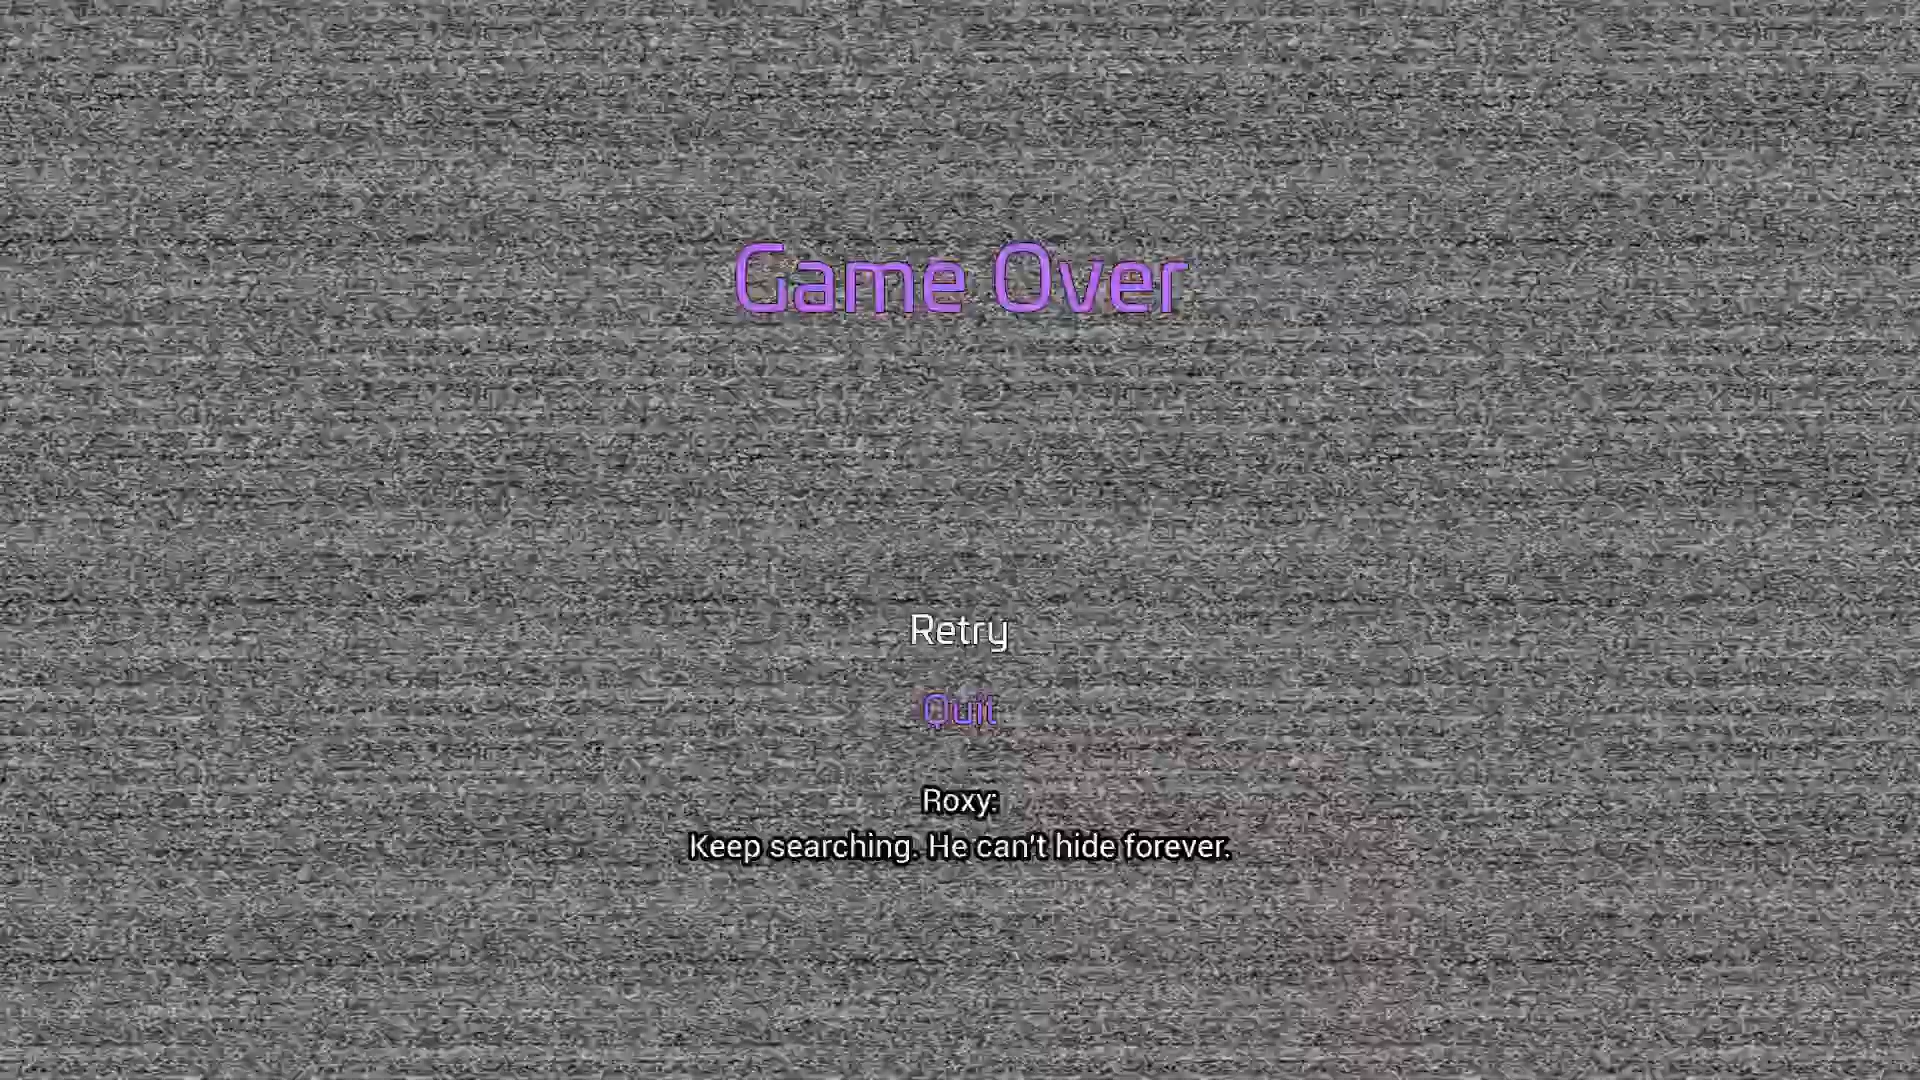 Game Over
Retry
Quit
Roxy:
Keep searching. He can't hide forever.